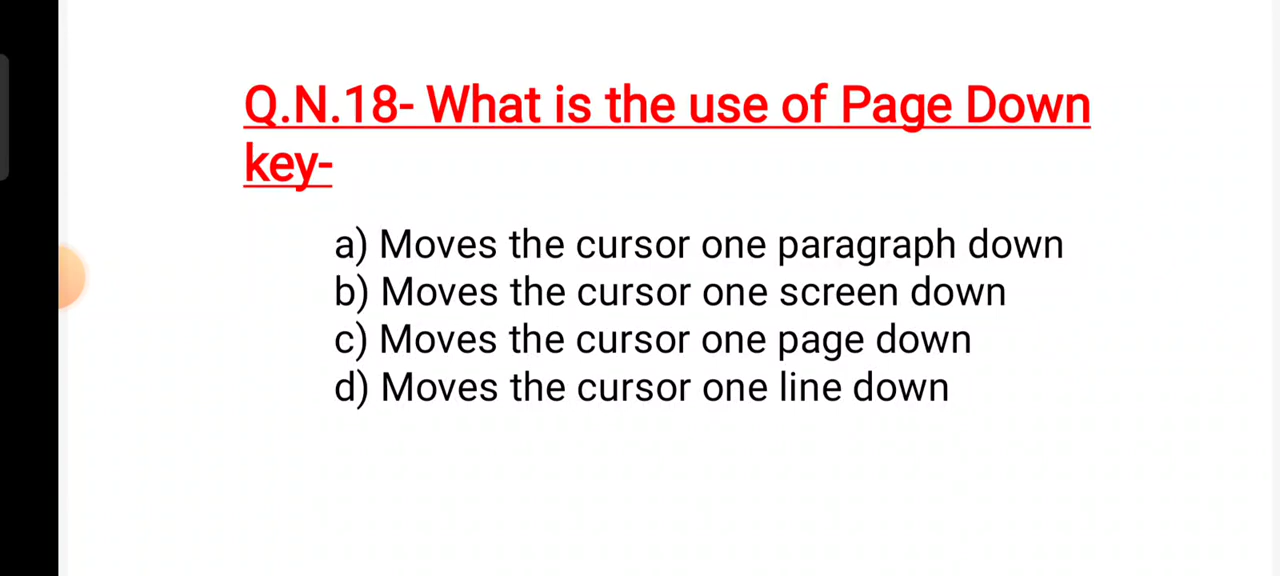 Q.N.18- What is the use of Page Down
key-
a) Moves the cursor one paragraph down
b) Moves the cursor one screen down
c) Moves the cursor one page down
d) Moves the cursor one line down